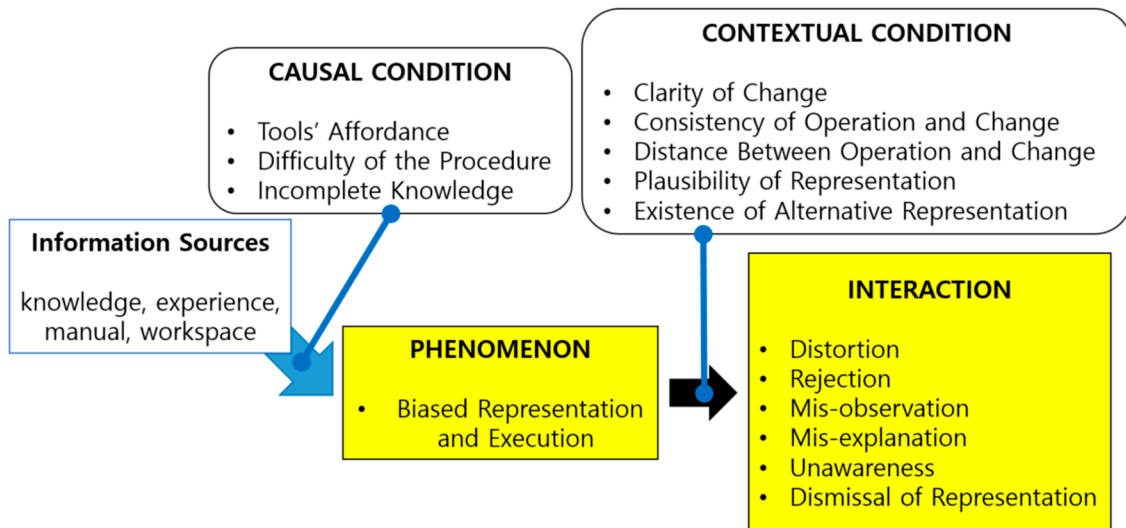 CAUSAL CONDITION
• Tools' Affordance
• Difficulty of the Procedure
• Incomplete Knowledge
CONTEXTUAL CONDITION
• Clarity of Change
• Consistency of Operation and Change
• Distance Between Operation and Change
• Plausibility of Representation
• Existence of Alternative Representation
Information Sources
knowledge, experience,
manual, workspace
PHENOMENON
• Biased Representation
and Execution
INTERACTION
• Distortion
• Rejection
• Mis-observation
• Mis-explanation
• Unawareness
• Dismissal of Representation